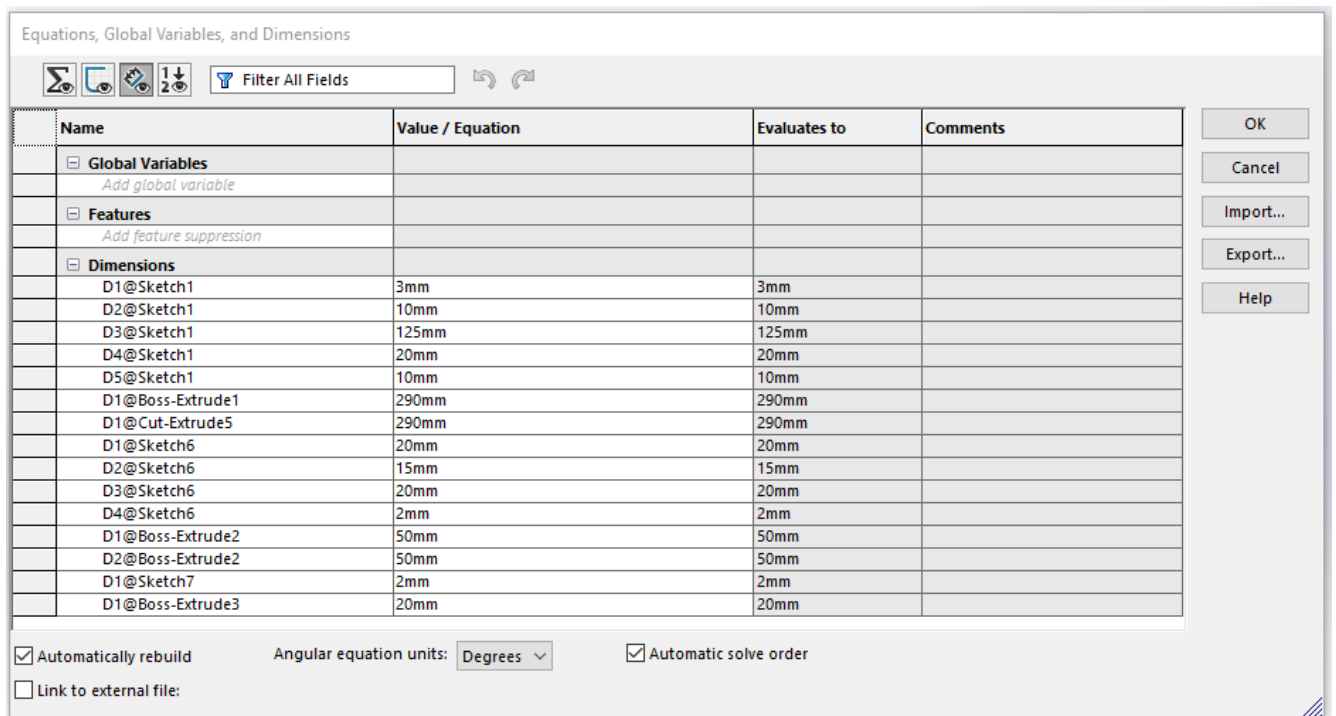 Equations, Global Variables, and Dimensions
Filter All Fields
Name Value / Equation Evaluates to Comments
Global Variables
Add global variable
Features
Add feature suppression
Dimensions
D1@Sketch1 3mm 3mm
D2@Sketch1 10mm 10mm
D3@Sketch1 125mm 125mm
D4@Sketch1 20mm 20mm
D5@Sketch1 10mm 10mm
D1@Boss-Extrude1 290mm 290mm
D1@Cut-Extrude5 290mm 290mm
D1@Sketch6 20mm 20mm
D2@Sketch6 15mm 15mm
D3@Sketch6 20mm 20mm
D4@Sketch6 2mm 2mm
D1@Boss-Extrude2 50mm 50mm
D2@Boss-Extrude2 50mm 50mm
D1@Sketch7 2mm 2mm
D1@Boss-Extrude3 20mm 20mm
OK
Cancel
Import...
Export...
Help
Automatically rebuild Angular equation units: Degrees Automatic solve order
Link to external file: